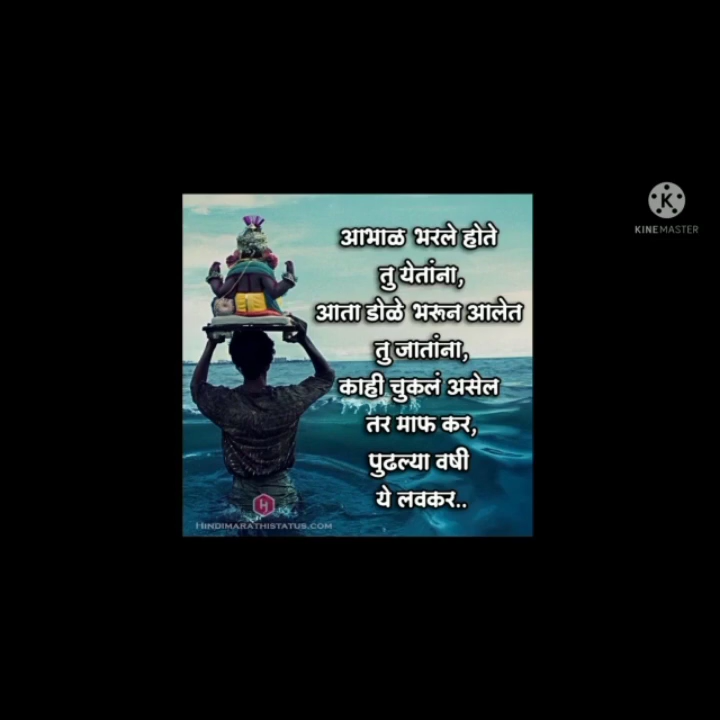 आभाळ भरले होते
तु येतांना,
आता डोळे भरून आलेत
तु जातांना,
काही चुकलं असेल
तर माफ कर,
पुढल्या वर्षी
ये लवकर..
HINDIMARATHISTATUS.COM
KINEMASTER